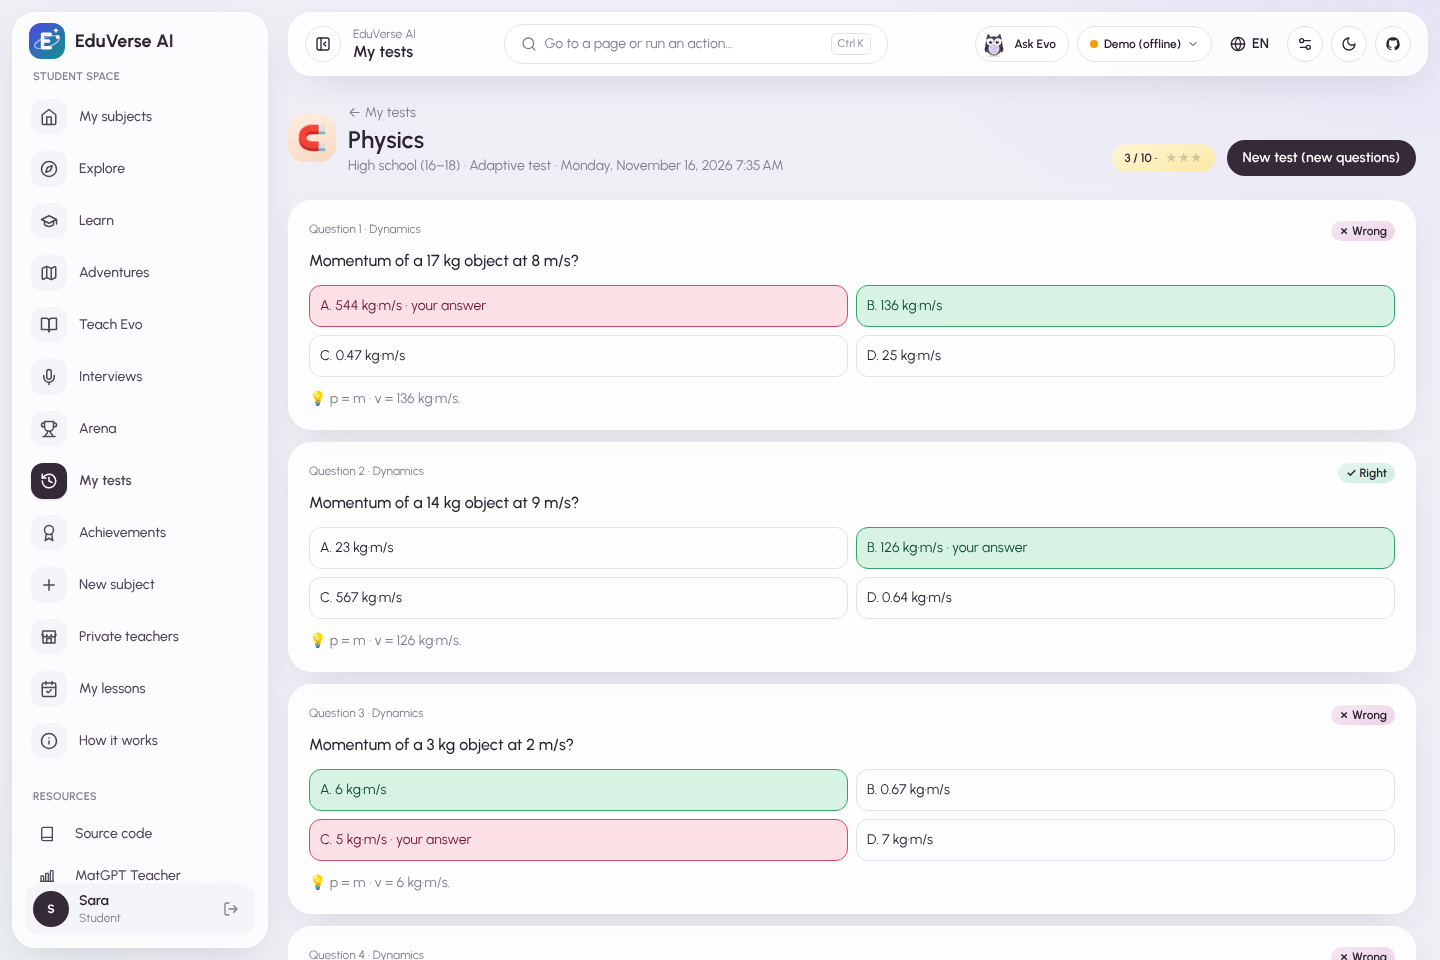 EduVerse AI
STUDENT SPACE
My subjects
Explore
Learn
Adventures
Teach Evo
Interviews
Arena
My tests
Achievements
New subject
Private teachers
My lessons
How it works
RESOURCES
Source code
MatGPT Teacher
S
Sara
Student
EduVerse AI
My tests
Go to a page or run an action...
Ctrl K
Ask Evo
Demo (offline)
EN
← My tests
Physics
High school (16–18) · Adaptive test · Monday, November 16, 2026 7:35 AM
3 / 10 · ★★★
New test (new questions)
Question 1 · Dynamics
× Wrong
Momentum of a 17 kg object at 8 m/s?
A. 544 kg·m/s · your answer
B. 136 kg·m/s
C. 0.47 kg·m/s
D. 25 kg·m/s
💡 p = m · v = 136 kg·m/s.
Question 2 · Dynamics
✓ Right
Momentum of a 14 kg object at 9 m/s?
A. 23 kg·m/s
B. 126 kg·m/s · your answer
C. 567 kg·m/s
D. 0.64 kg·m/s
💡 p = m · v = 126 kg·m/s.
Question 3 · Dynamics
× Wrong
Momentum of a 3 kg object at 2 m/s?
A. 6 kg·m/s
B. 0.67 kg·m/s
C. 5 kg·m/s · your answer
D. 7 kg·m/s
💡 p = m · v = 6 kg·m/s.
Question 4 · Dynamics
× Wrong